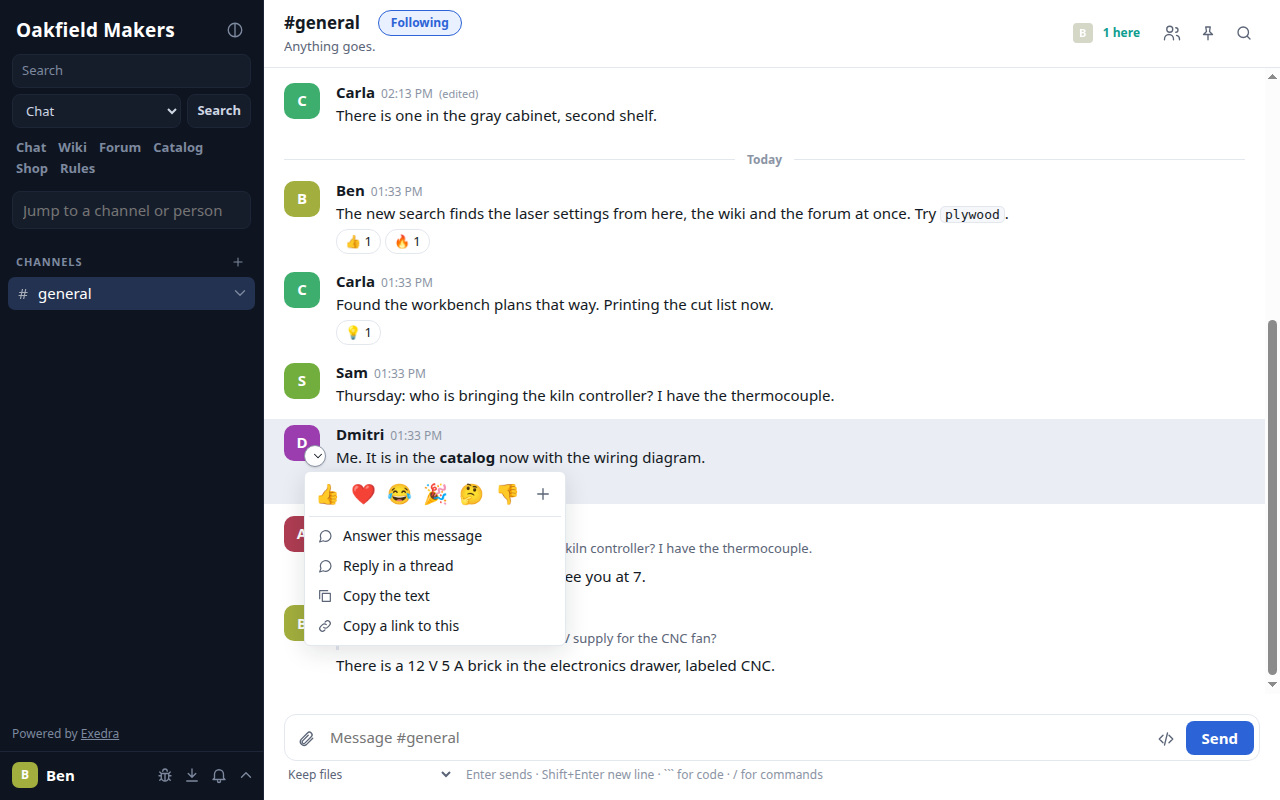 Oakfield Makers
Search
Chat
Search
Chat Wiki Forum Catalog
Shop Rules
Jump to a channel or person
CHANNELS
# general
Powered by Exedra
B Ben
#general Following
Anything goes.
B 1 here
C Carla 02:13 PM (edited)
There is one in the gray cabinet, second shelf.
Today
B Ben 01:33 PM
The new search finds the laser settings from here, the wiki and the forum at once. Try plywood.
👍 1 🔥 1
C Carla 01:33 PM
Found the workbench plans that way. Printing the cut list now.
💡 1
S Sam 01:33 PM
Thursday: who is bringing the kiln controller? I have the thermocouple.
D Dmitri 01:33 PM
Me. It is in the catalog now with the wiring diagram.
Answer this message
Reply in a thread
Copy the text
Copy a link to this
kiln controller? I have the thermocouple.
ee you at 7.
supply for the CNC fan?
There is a 12 V 5 A brick in the electronics drawer, labeled CNC.
Message #general
Send
Keep files
Enter sends · Shift+Enter new line · ``` for code · / for commands